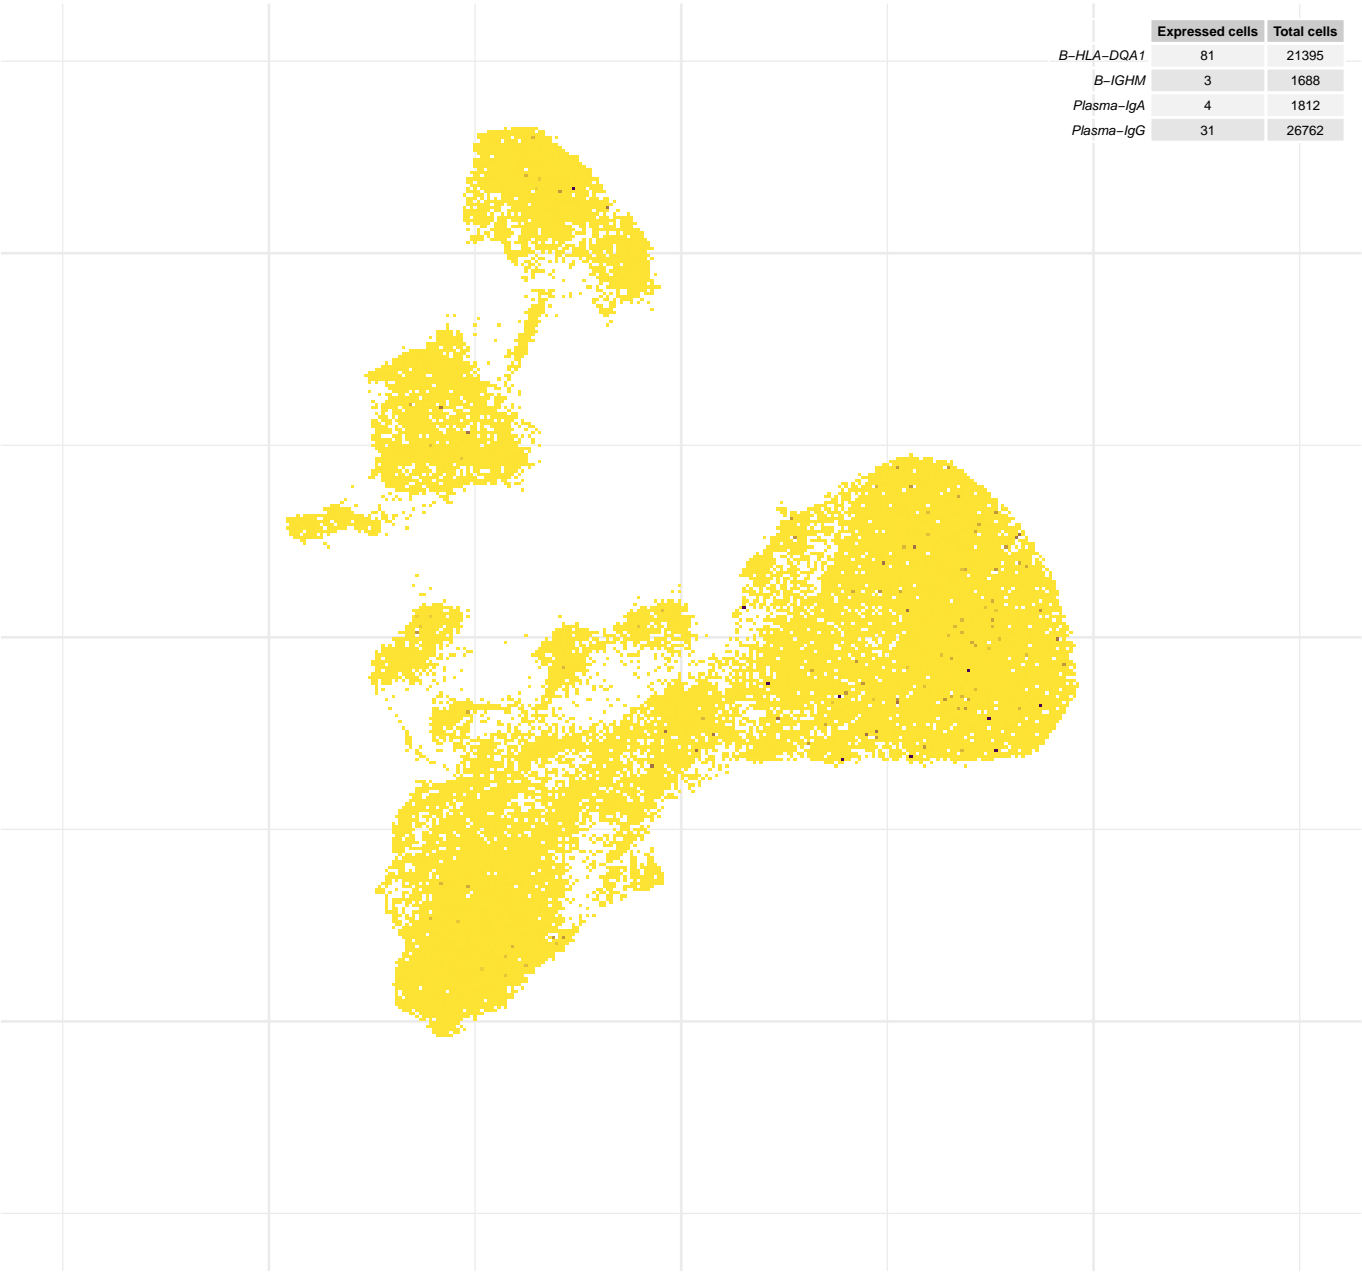 Expressed cells Total cells
B−HLA−DQA1 81 21395
B−IGHM 3 1688
Plasma−IgA 4 1812
Plasma−IgG 31 26762